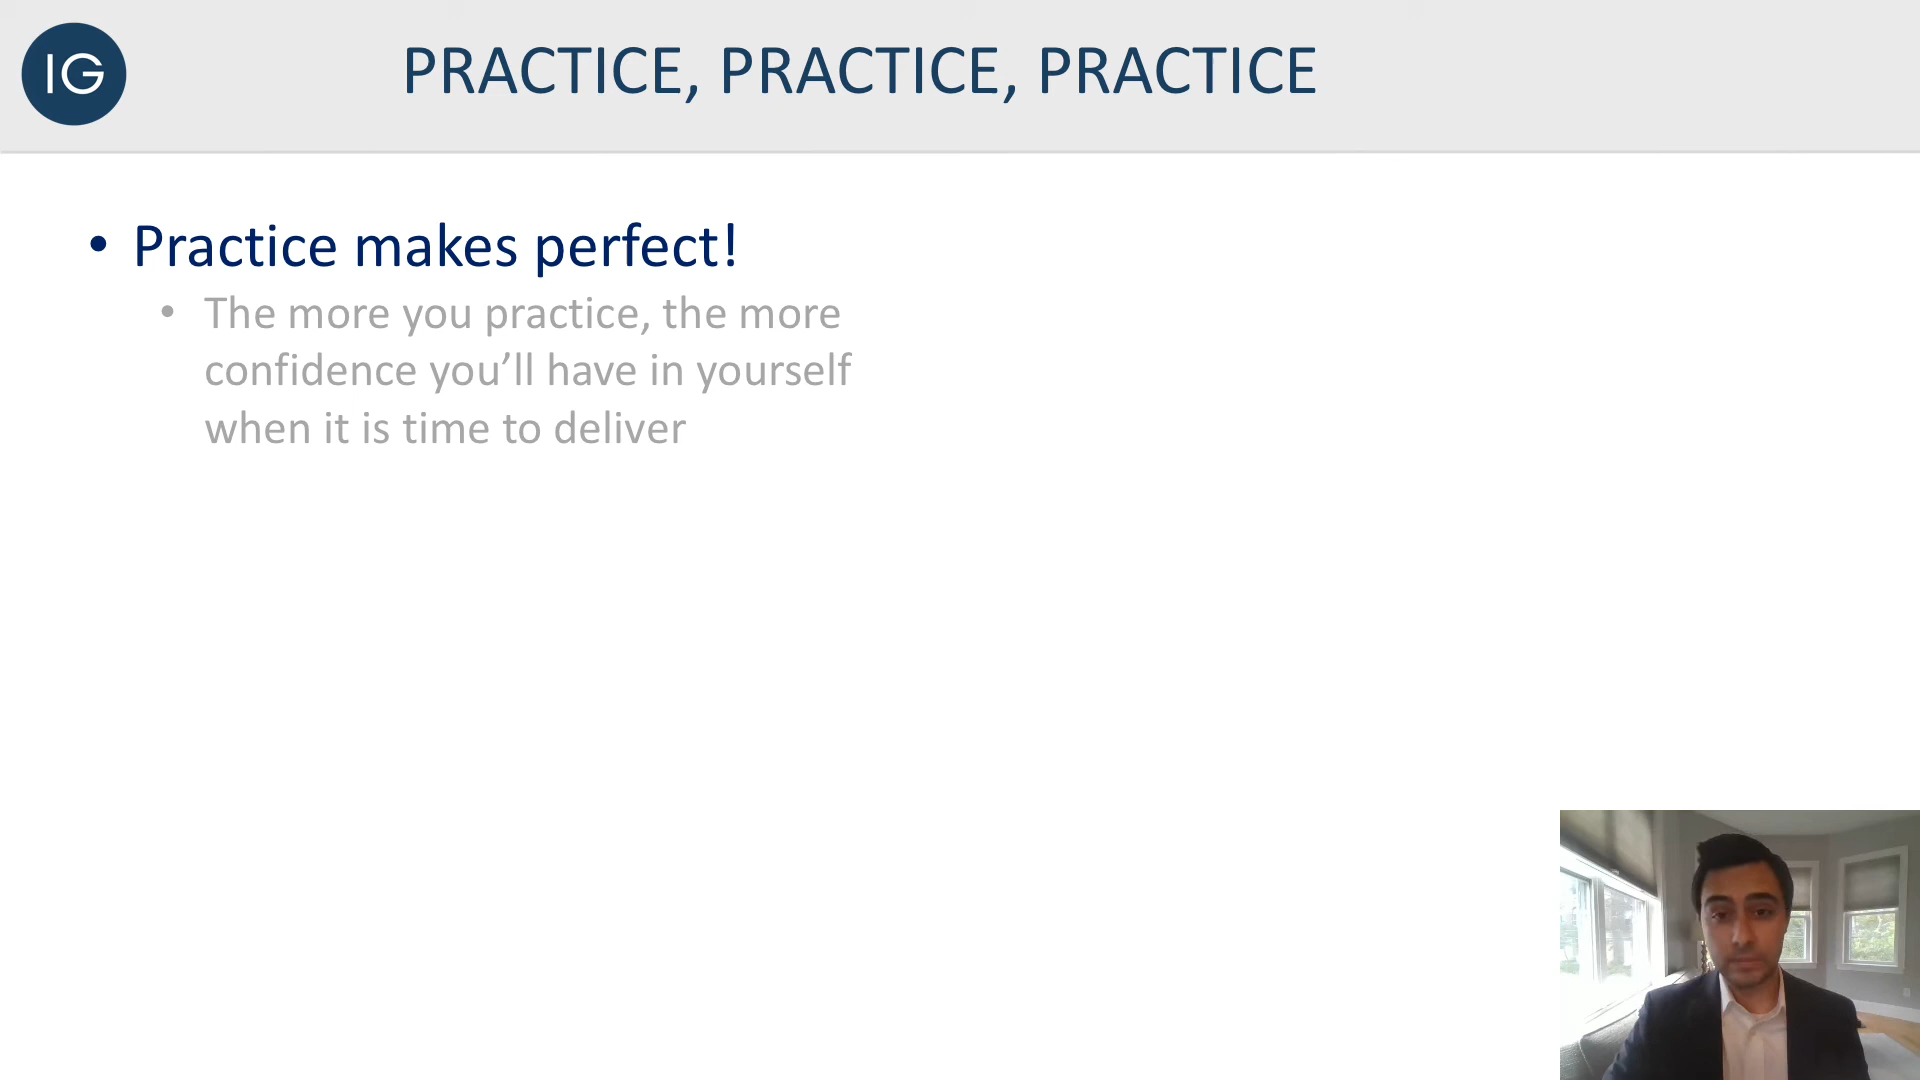 IG
PRACTICE, PRACTICE, PRACTICE
• Practice makes perfect!
• The more you practice, the more
confidence you’ll have in yourself
when it is time to deliver